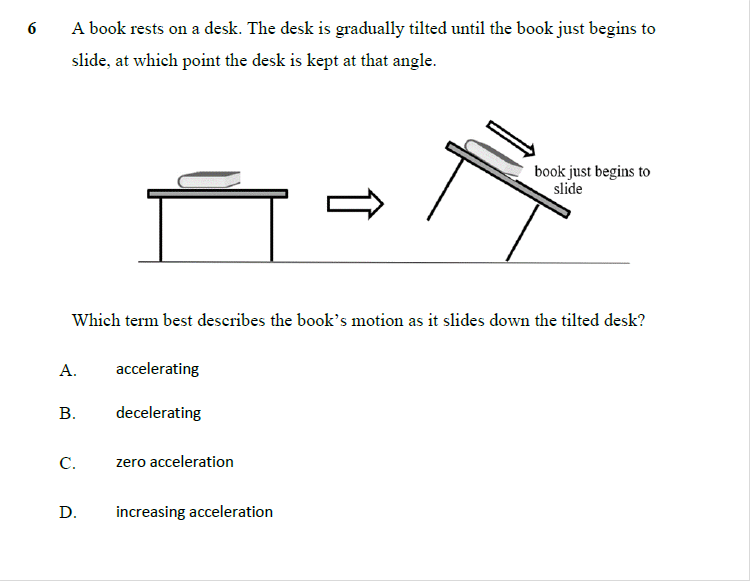 6 A book rests on a desk. The desk is gradually tilted until the book just begins to
slide, at which point the desk is kept at that angle.
book just begins to
slide
Which term best describes the book’s motion as it slides down the tilted desk?
A. accelerating
B. decelerating
C. zero acceleration
D. increasing acceleration